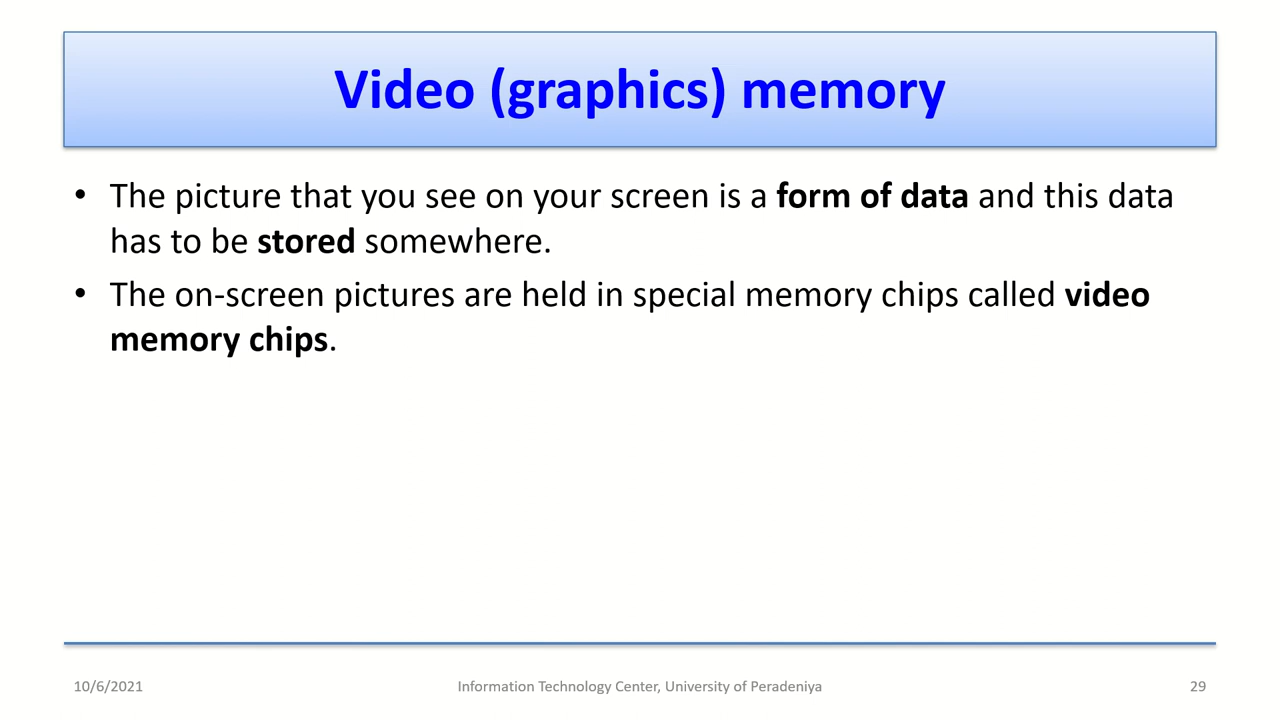 Video (graphics) memory
• The picture that you see on your screen is a form of data and this data
has to be stored somewhere.
• The on-screen pictures are held in special memory chips called video
memory chips.
10/6/2021
Information Technology Center, University of Peradeniya
29